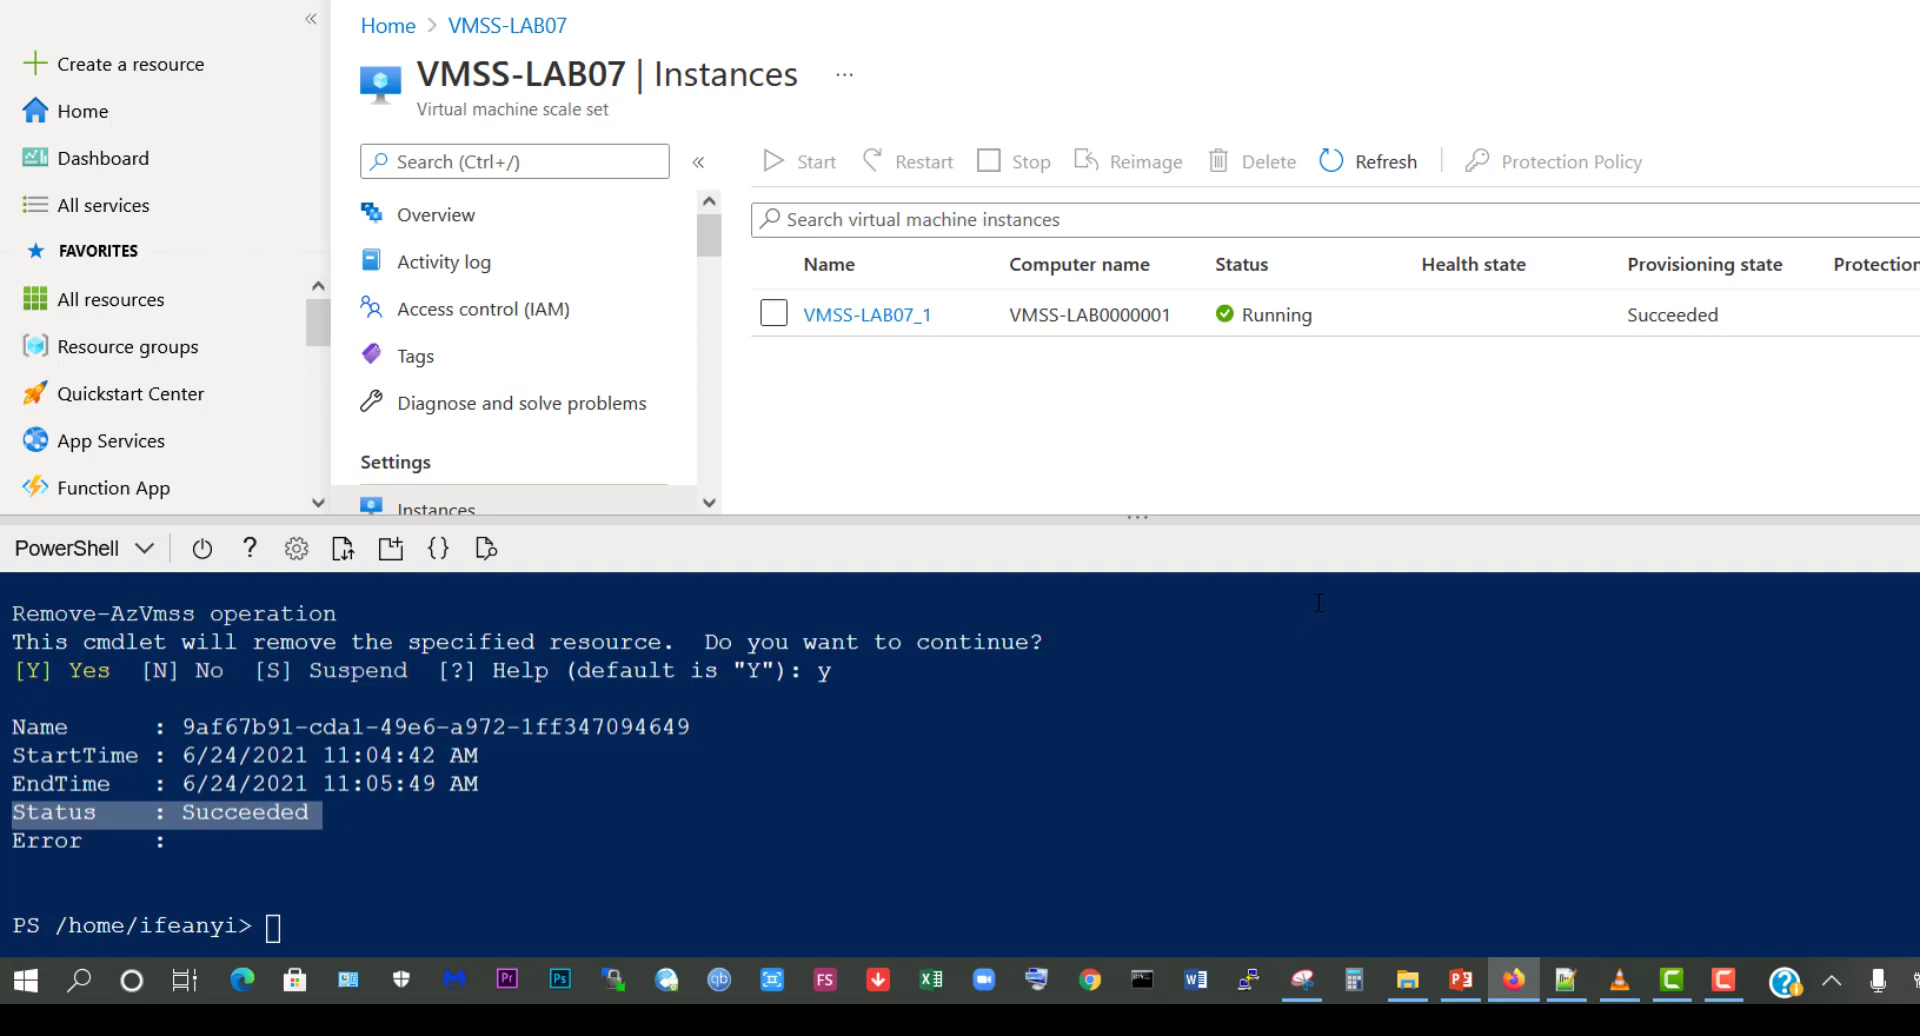 Create a resource
Home
Dashboard
All services
FAVORITES
All resources
Resource groups
Quickstart Center
App Services
Function App
Home > VMSS-LAB07
VMSS-LAB07 | Instances ...
Virtual machine scale set
Search (Ctrl+/)
Overview
Activity log
Access control (IAM)
Tags
Diagnose and solve problems
Settings
Instances
Start Restart Stop Reimage Delete Refresh Protection Policy
Search virtual machine instances
Name Computer name Status Health state Provisioning state Protection
VMSS-LAB07_1 VMSS-LAB0000001 Running Succeeded
PowerShell ? {}
Remove-AzVmss operation
This cmdlet will remove the specified resource.  Do you want to continue?
[Y] Yes  [N] No  [S] Suspend  [?] Help (default is "Y"): y
Name      : 9af67b91-cda1-49e6-a972-1ff347094649
StartTime : 6/24/2021 11:04:42 AM
EndTime   : 6/24/2021 11:05:49 AM
Status    : Succeeded
Error     :
PS /home/ifeanyi>
Pr Ps qb FS X W P C C ?